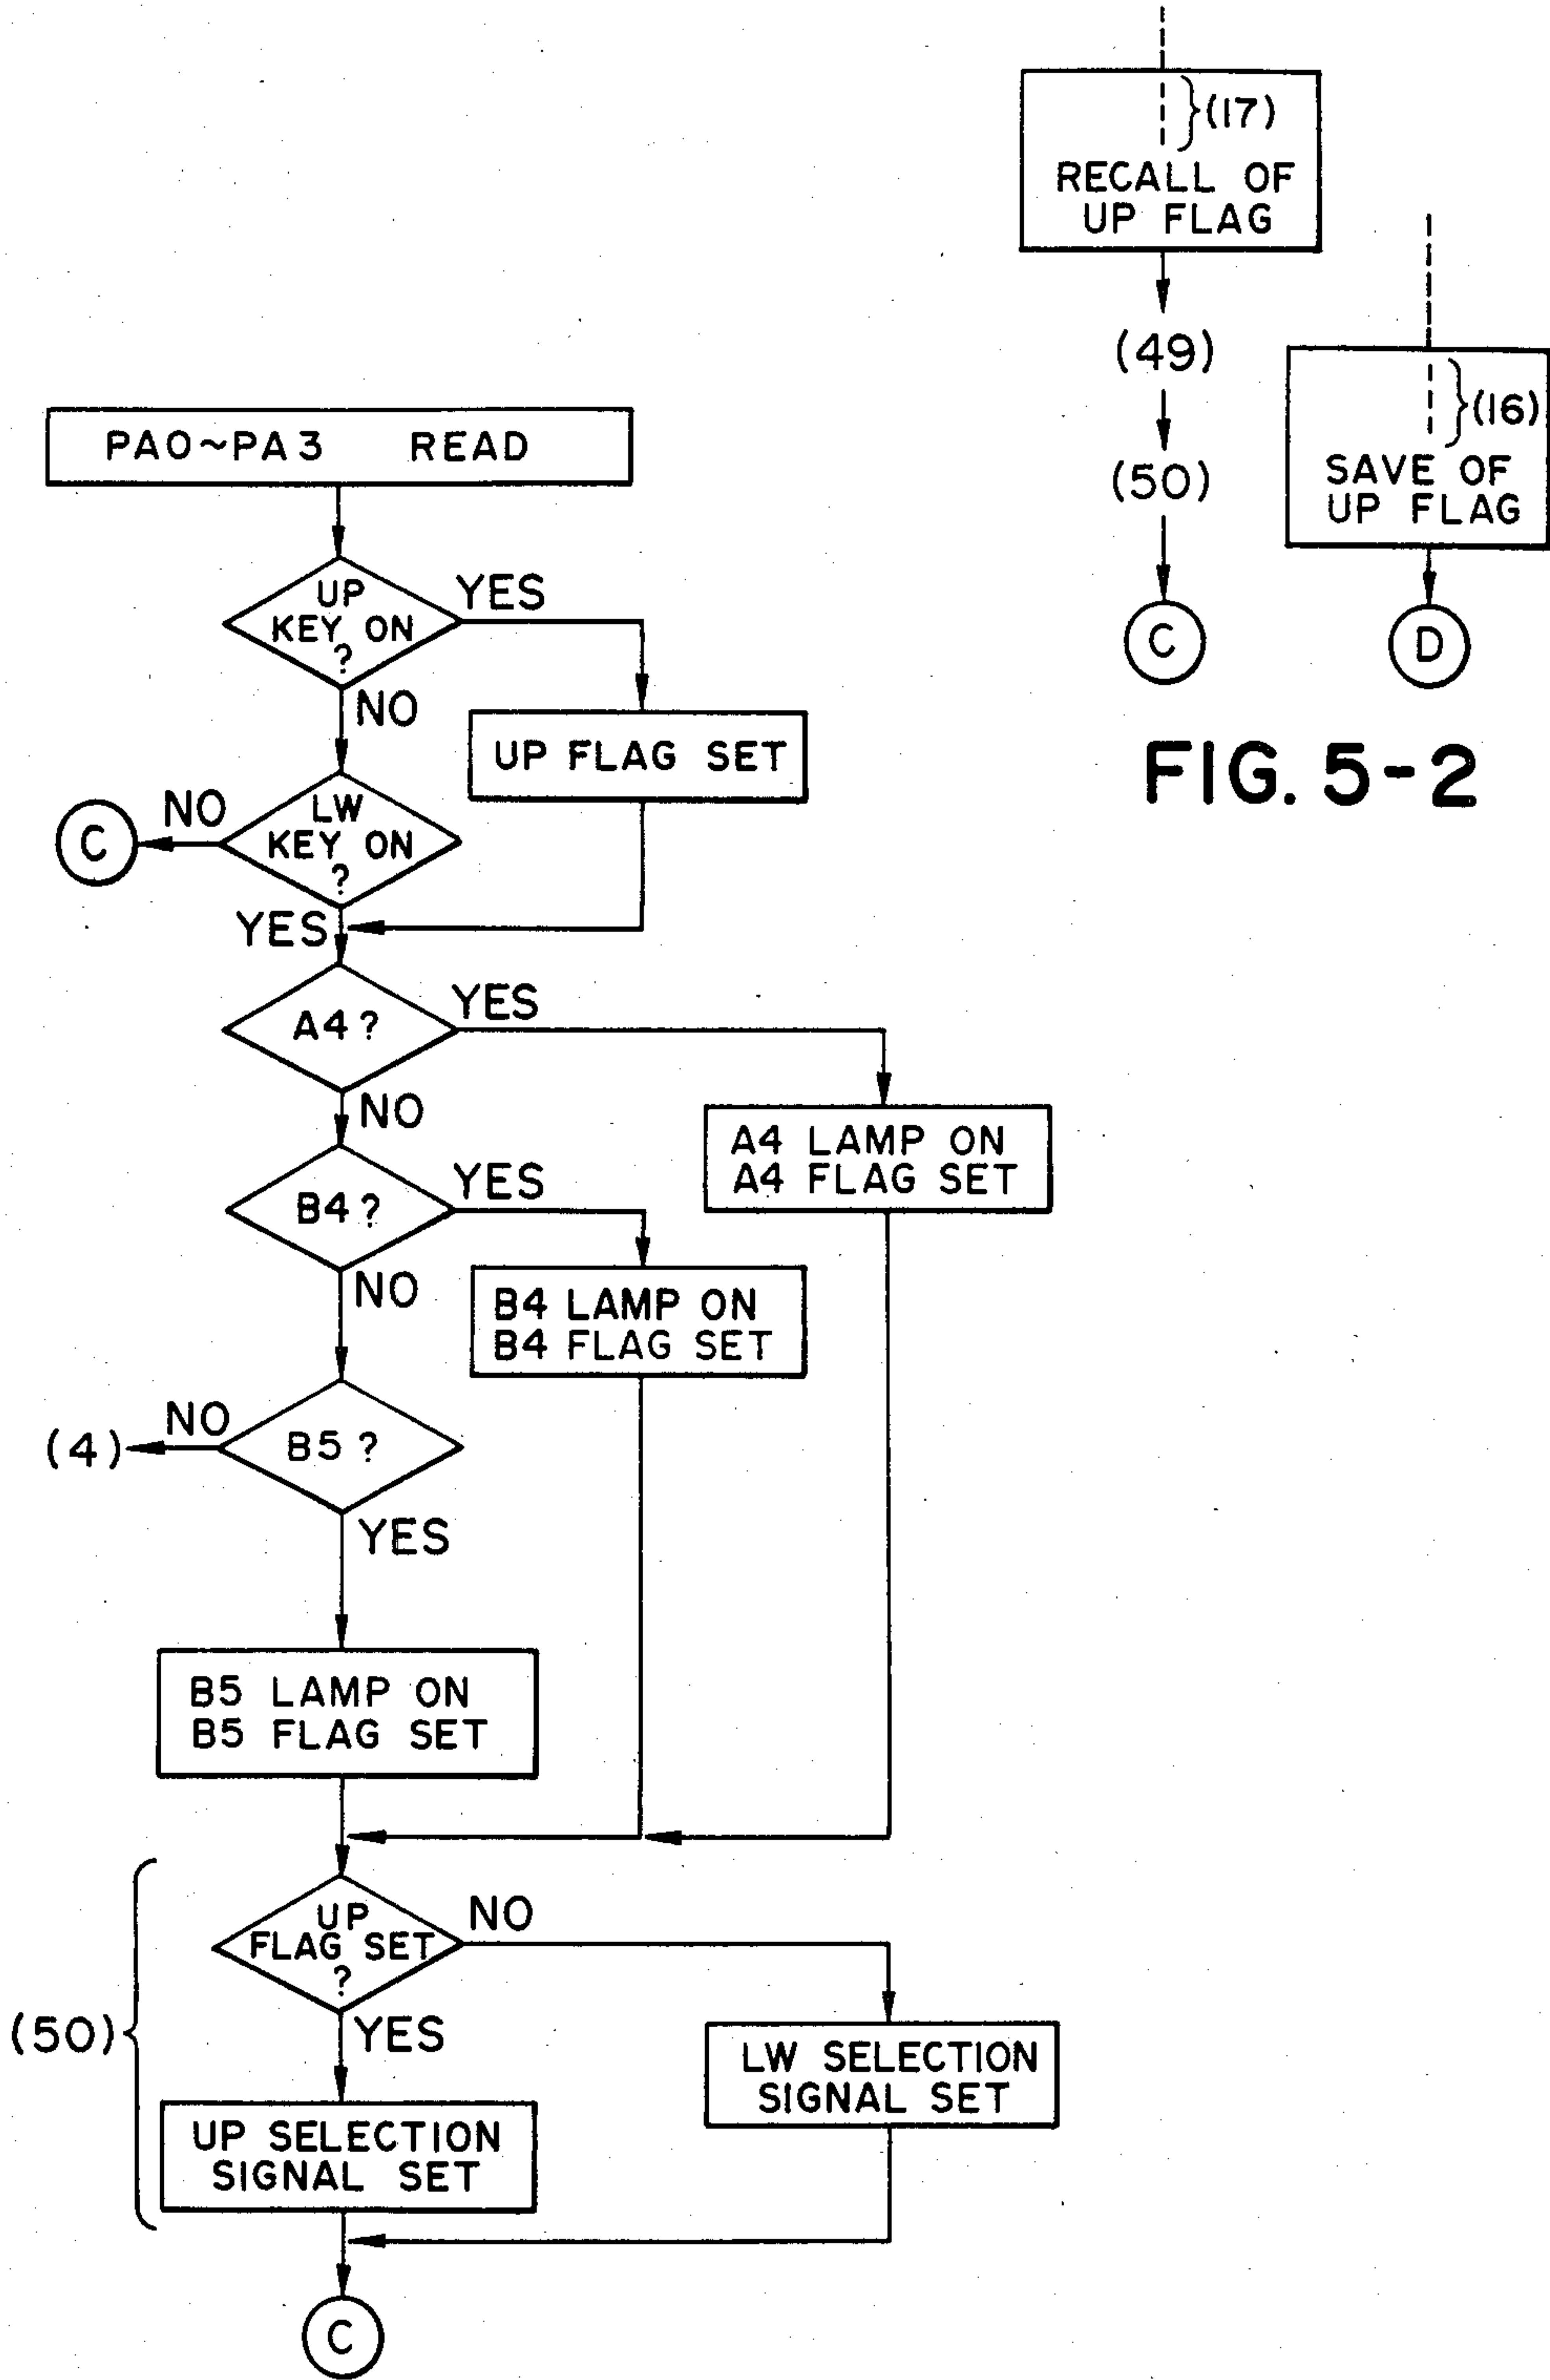 (17)
RECALL OF
UP FLAG
(49)
(50)
C
(16)
SAVE OF
UP FLAG
D
FIG. 5-2
PA0~PA3 READ
UP
KEY ON
?
YES
NO
UP FLAG SET
LW
KEY ON
?
NO
C
YES
A4?
YES
NO
A4 LAMP ON
A4 FLAG SET
B4?
YES
NO
B4 LAMP ON
B4 FLAG SET
B5?
NO
(4)
YES
B5 LAMP ON
B5 FLAG SET
(50)
UP
FLAG SET
?
NO
YES
LW SELECTION
SIGNAL SET
UP SELECTION
SIGNAL SET
C